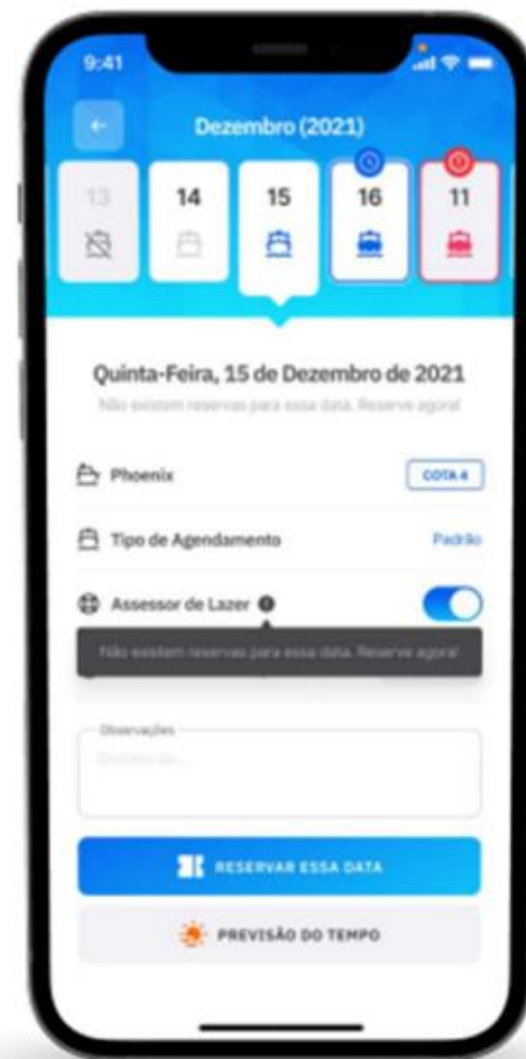 9:41
Dezembro (2021)
13 14 15 16 11
Quinta-Feira, 15 de Dezembro de 2021
Não existem reservas para essa data. Reserve agora!
Phoenix COTA 4
Tipo de Agendamento Padrão
Assessor de Lazer
Não existem reservas para essa data. Reserve agora!
Observações
RESERVAR ESSA DATA
PREVISÃO DO TEMPO